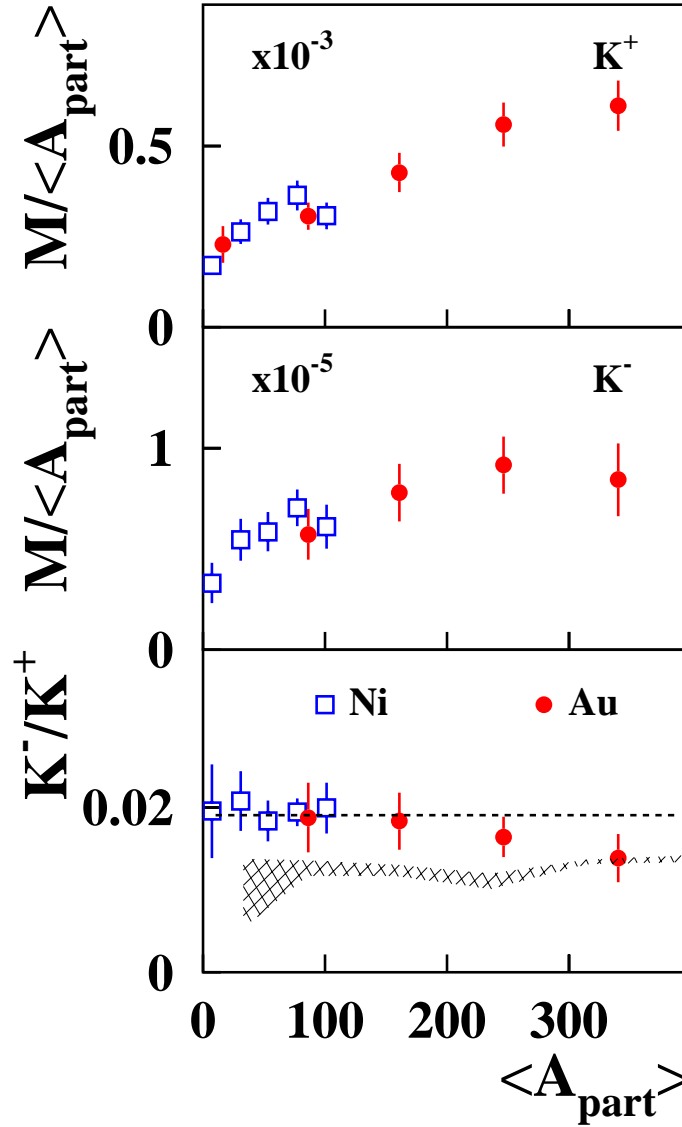 M/<A_part>
x10^-3
K^+
0.5
0
M/<A_part>
x10^-5
K^-
1
0
K^-/K^+
Ni
Au
0.02
0
0
100
200
300
<A_part>